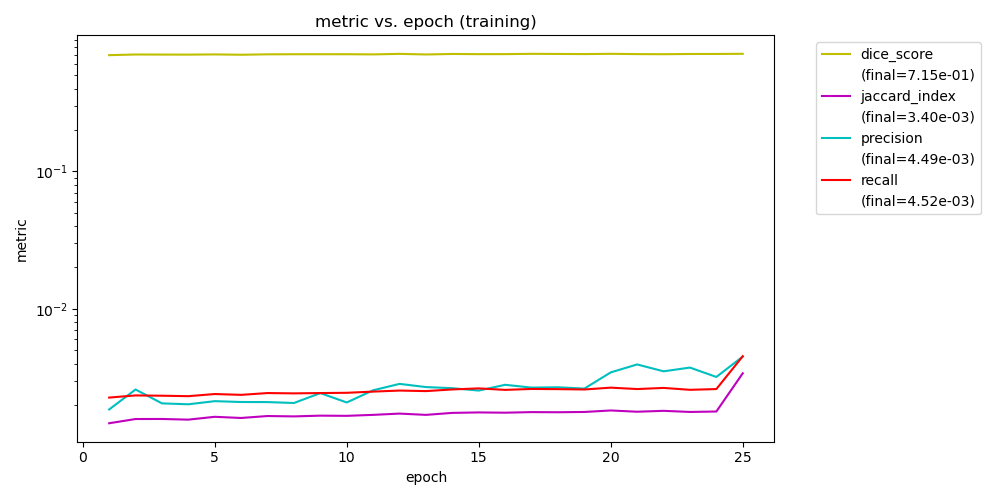 metric vs. epoch (training)
metric
10⁻¹
10⁻²
0 5 10 15 20 25
epoch
dice_score
(final=7.15e-01)
jaccard_index
(final=3.40e-03)
precision
(final=4.49e-03)
recall
(final=4.52e-03)